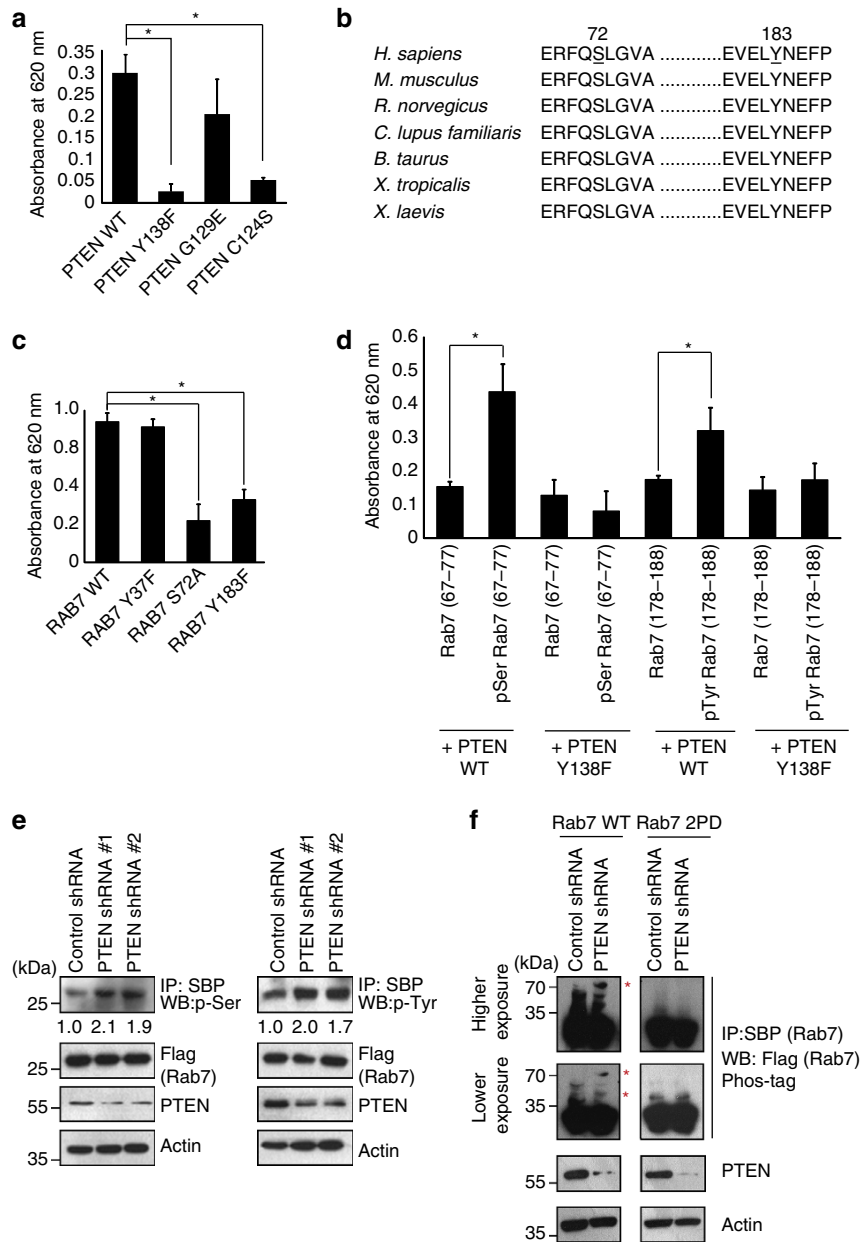 a
*
*
Absorbance at 620 nm
0.35
0.3
0.25
0.2
0.15
0.1
0.05
0
PTEN WT
PTEN Y138F
PTEN G129E
PTEN C124S
b
72 183
H. sapiens ERFQSLGVA ............EVELYNEFP
M. musculus ERFQSLGVA ............EVELYNEFP
R. norvegicus ERFQSLGVA ............EVELYNEFP
C. lupus familiaris ERFQSLGVA ............EVELYNEFP
B. taurus ERFQSLGVA ............EVELYNEFP
X. tropicalis ERFQSLGVA ............EVELYNEFP
X. laevis ERFQSLGVA ............EVELYNEFP
c
*
*
Absorbance at 620 nm
1.0
0.8
0.6
0.4
0.2
0
RAB7 WT
RAB7 Y37F
RAB7 S72A
RAB7 Y183F
d
*
*
Absorbance at 620 nm
0.6
0.5
0.4
0.3
0.2
0.1
0
Rab7 (67–77)
pSer Rab7 (67–77)
Rab7 (67–77)
pSer Rab7 (67–77)
Rab7 (178–188)
pTyr Rab7 (178–188)
Rab7 (178–188)
pTyr Rab7 (178–188)
+ PTEN WT
+ PTEN Y138F
+ PTEN WT
+ PTEN Y138F
e
Control shRNA
PTEN shRNA #1
PTEN shRNA #2
(kDa)
25
IP: SBP
WB:p-Ser
1.0 2.1 1.9
25
Flag
(Rab7)
55
PTEN
35
Actin
Control shRNA
PTEN shRNA #1
PTEN shRNA #2
IP: SBP
WB:p-Tyr
1.0 2.0 1.7
Flag
(Rab7)
PTEN
Actin
f
Rab7 WT Rab7 2PD
Control shRNA
PTEN shRNA
Control shRNA
PTEN shRNA
(kDa)
Higher exposure
70
35
*
Lower exposure
70
35
*
*
IP:SBP (Rab7)
WB: Flag (Rab7)
Phos-tag
55
PTEN
35
Actin